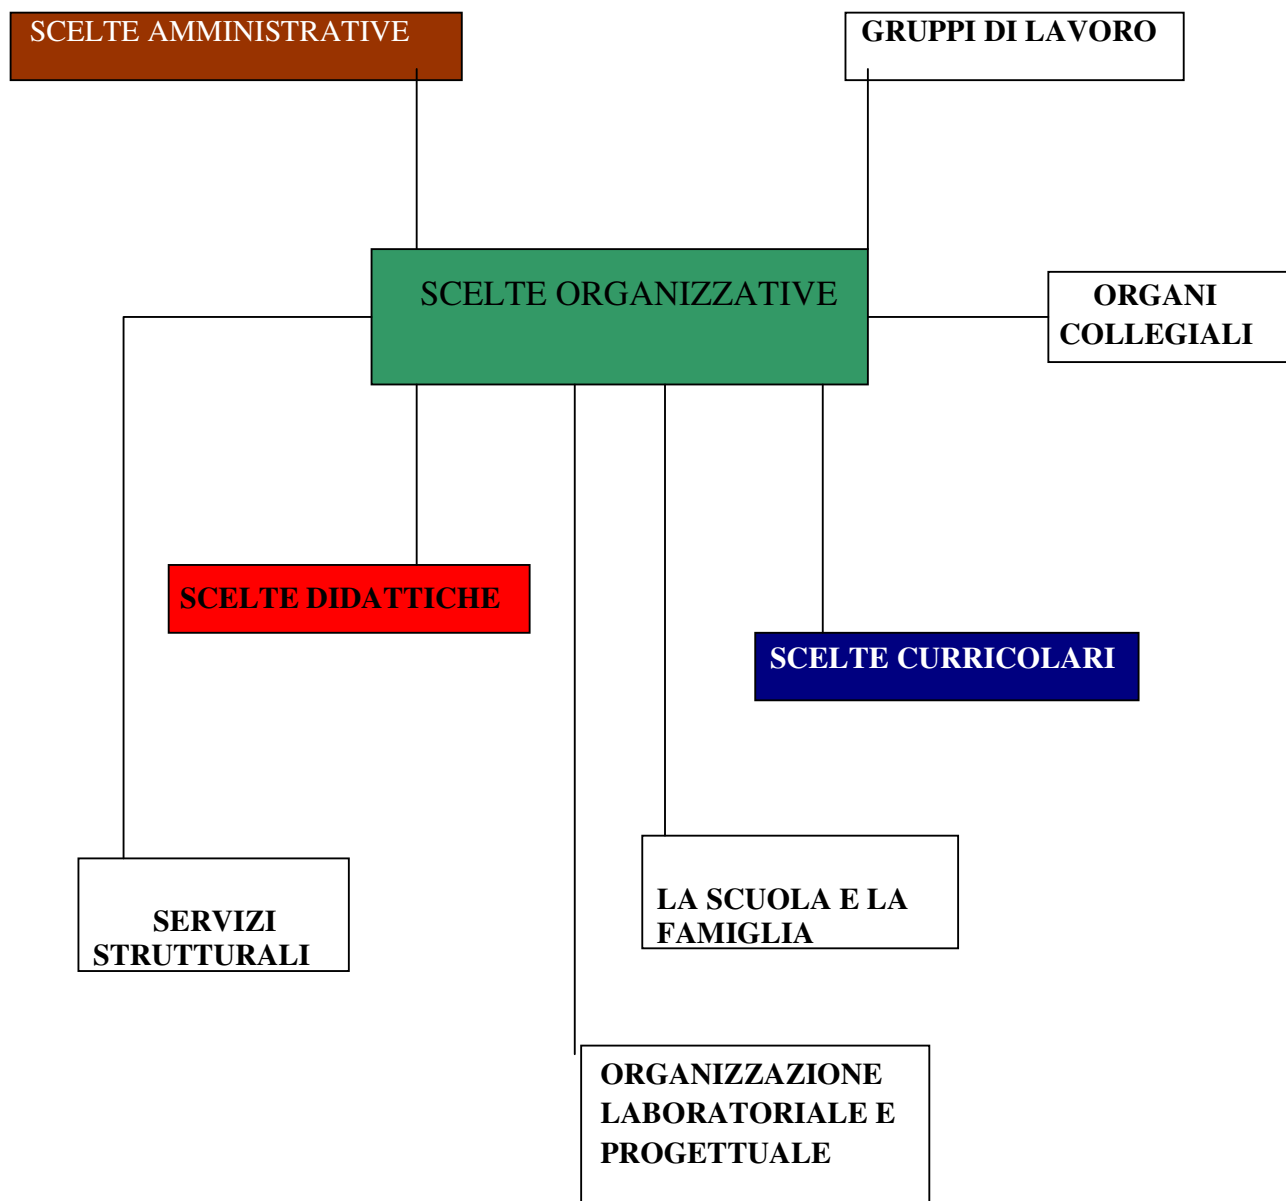 SCELTE AMMINISTRATIVE
GRUPPI DI LAVORO
SCELTE ORGANIZZATIVE
ORGANI
COLLEGIALI
SCELTE DIDATTICHE
SCELTE CURRICOLARI
SERVIZI
STRUTTURALI
LA SCUOLA E LA
FAMIGLIA
ORGANIZZAZIONE
LABORATORIALE E
PROGETTUALE